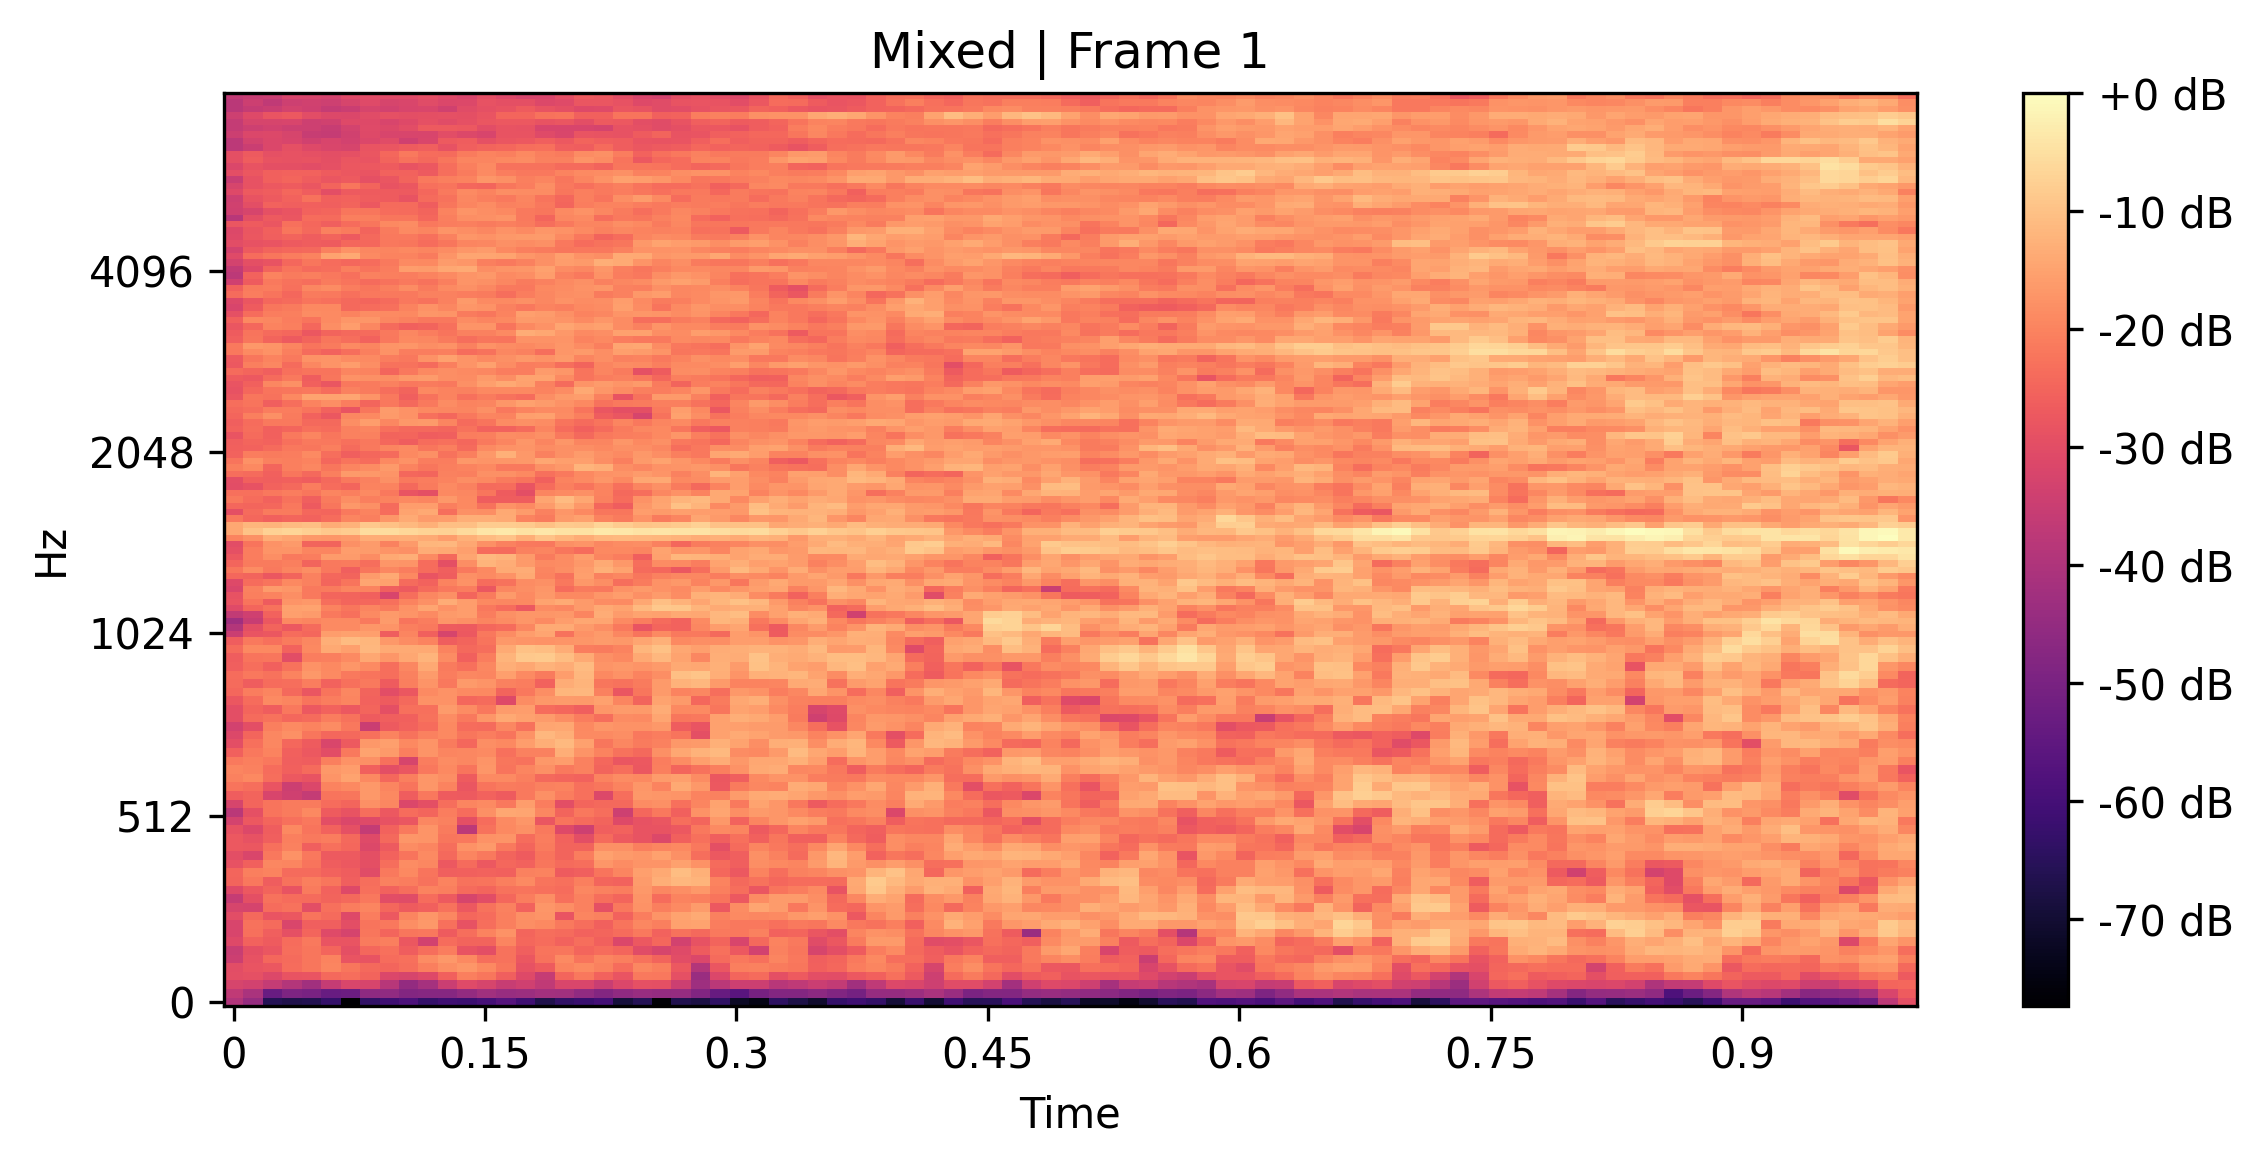 Mixed | Frame 1
+0 dB
-10 dB
-20 dB
-30 dB
-40 dB
-50 dB
-60 dB
-70 dB
Hz
4096
2048
1024
512
0
0 0.15 0.3 0.45 0.6 0.75 0.9
Time